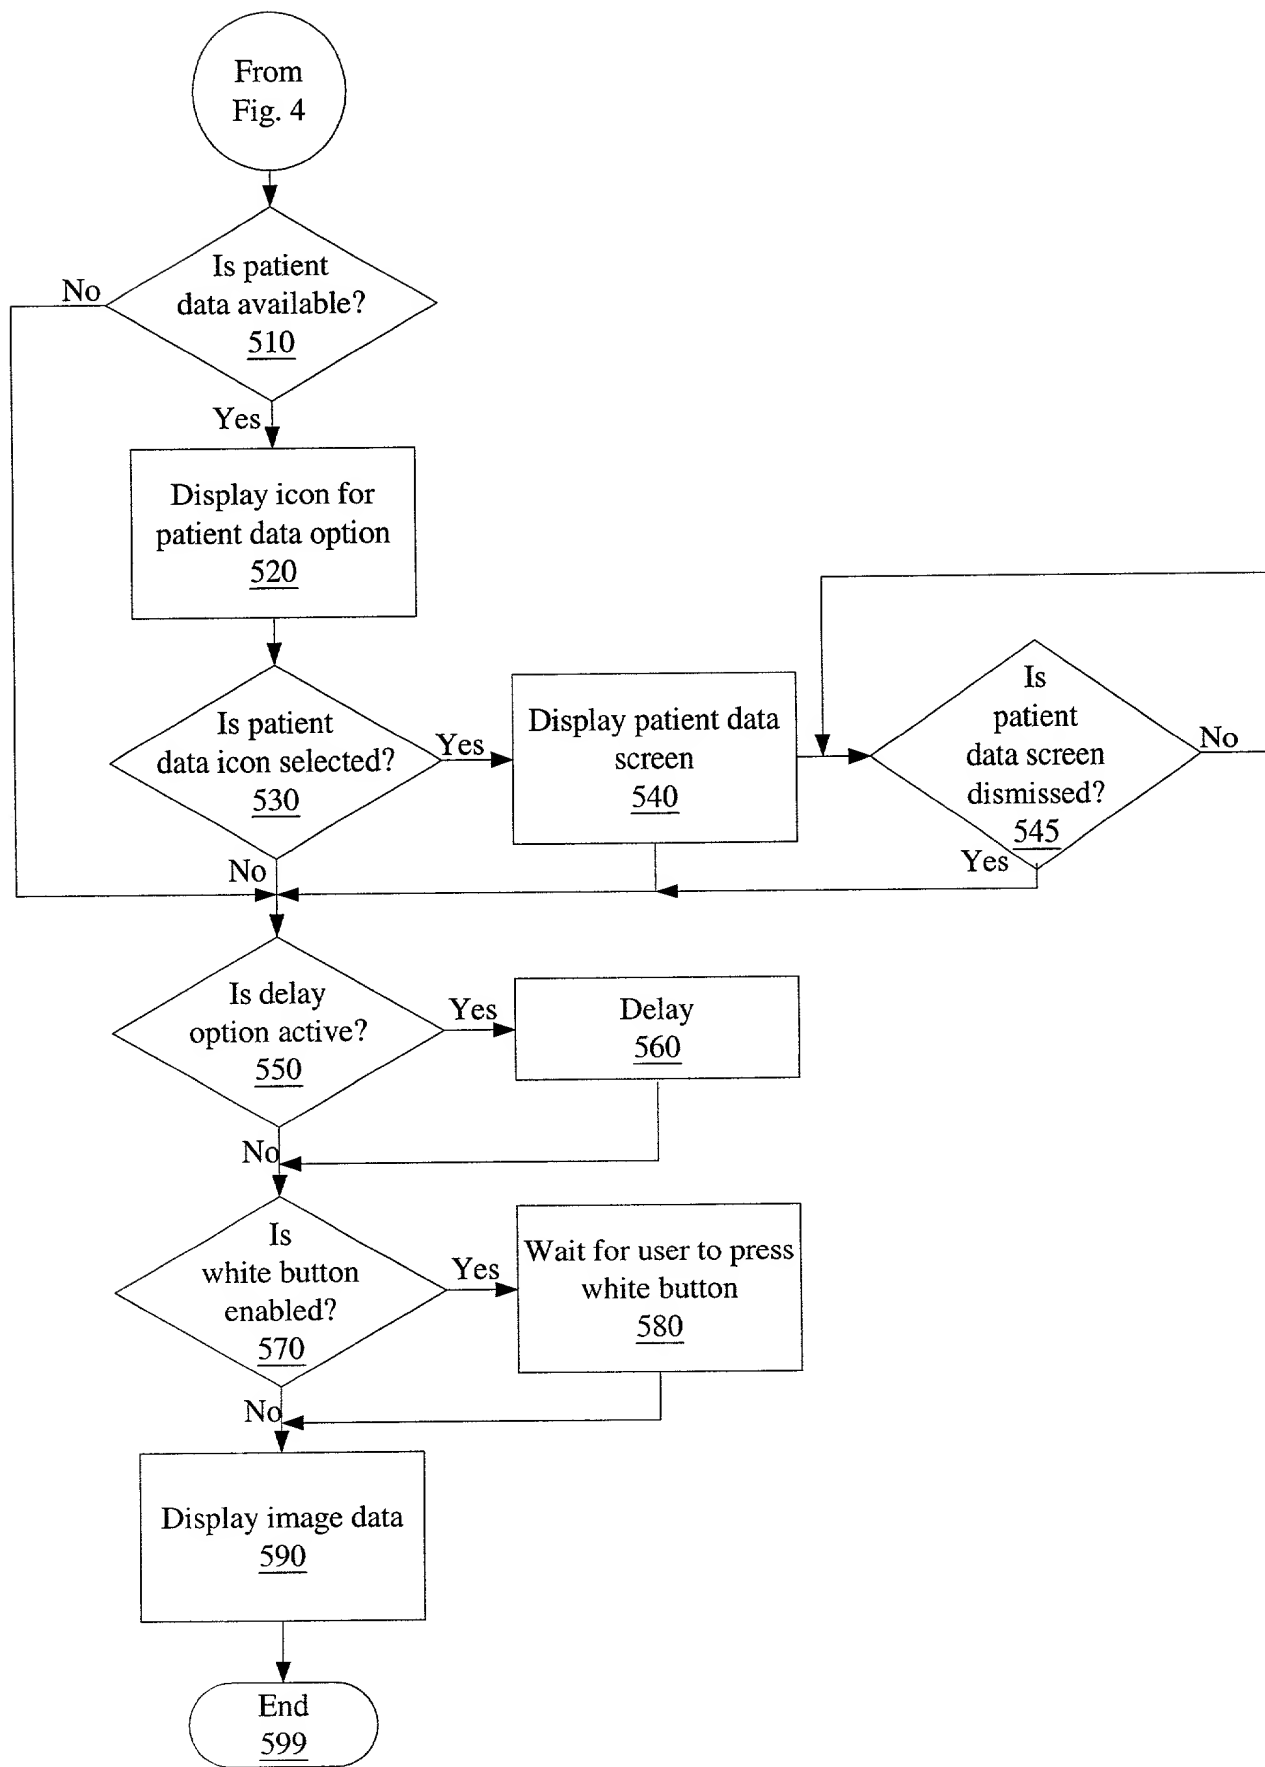 From
Fig. 4
Is patient
data available?
510
No
Yes
Display icon for
patient data option
520
Is patient
data icon selected?
530
Yes
No
Display patient data
screen
540
Is
patient
data screen
dismissed?
545
No
Yes
Is delay
option active?
550
Yes
No
Delay
560
Is
white button
enabled?
570
Yes
No
Wait for user to press
white button
580
Display image data
590
End
599